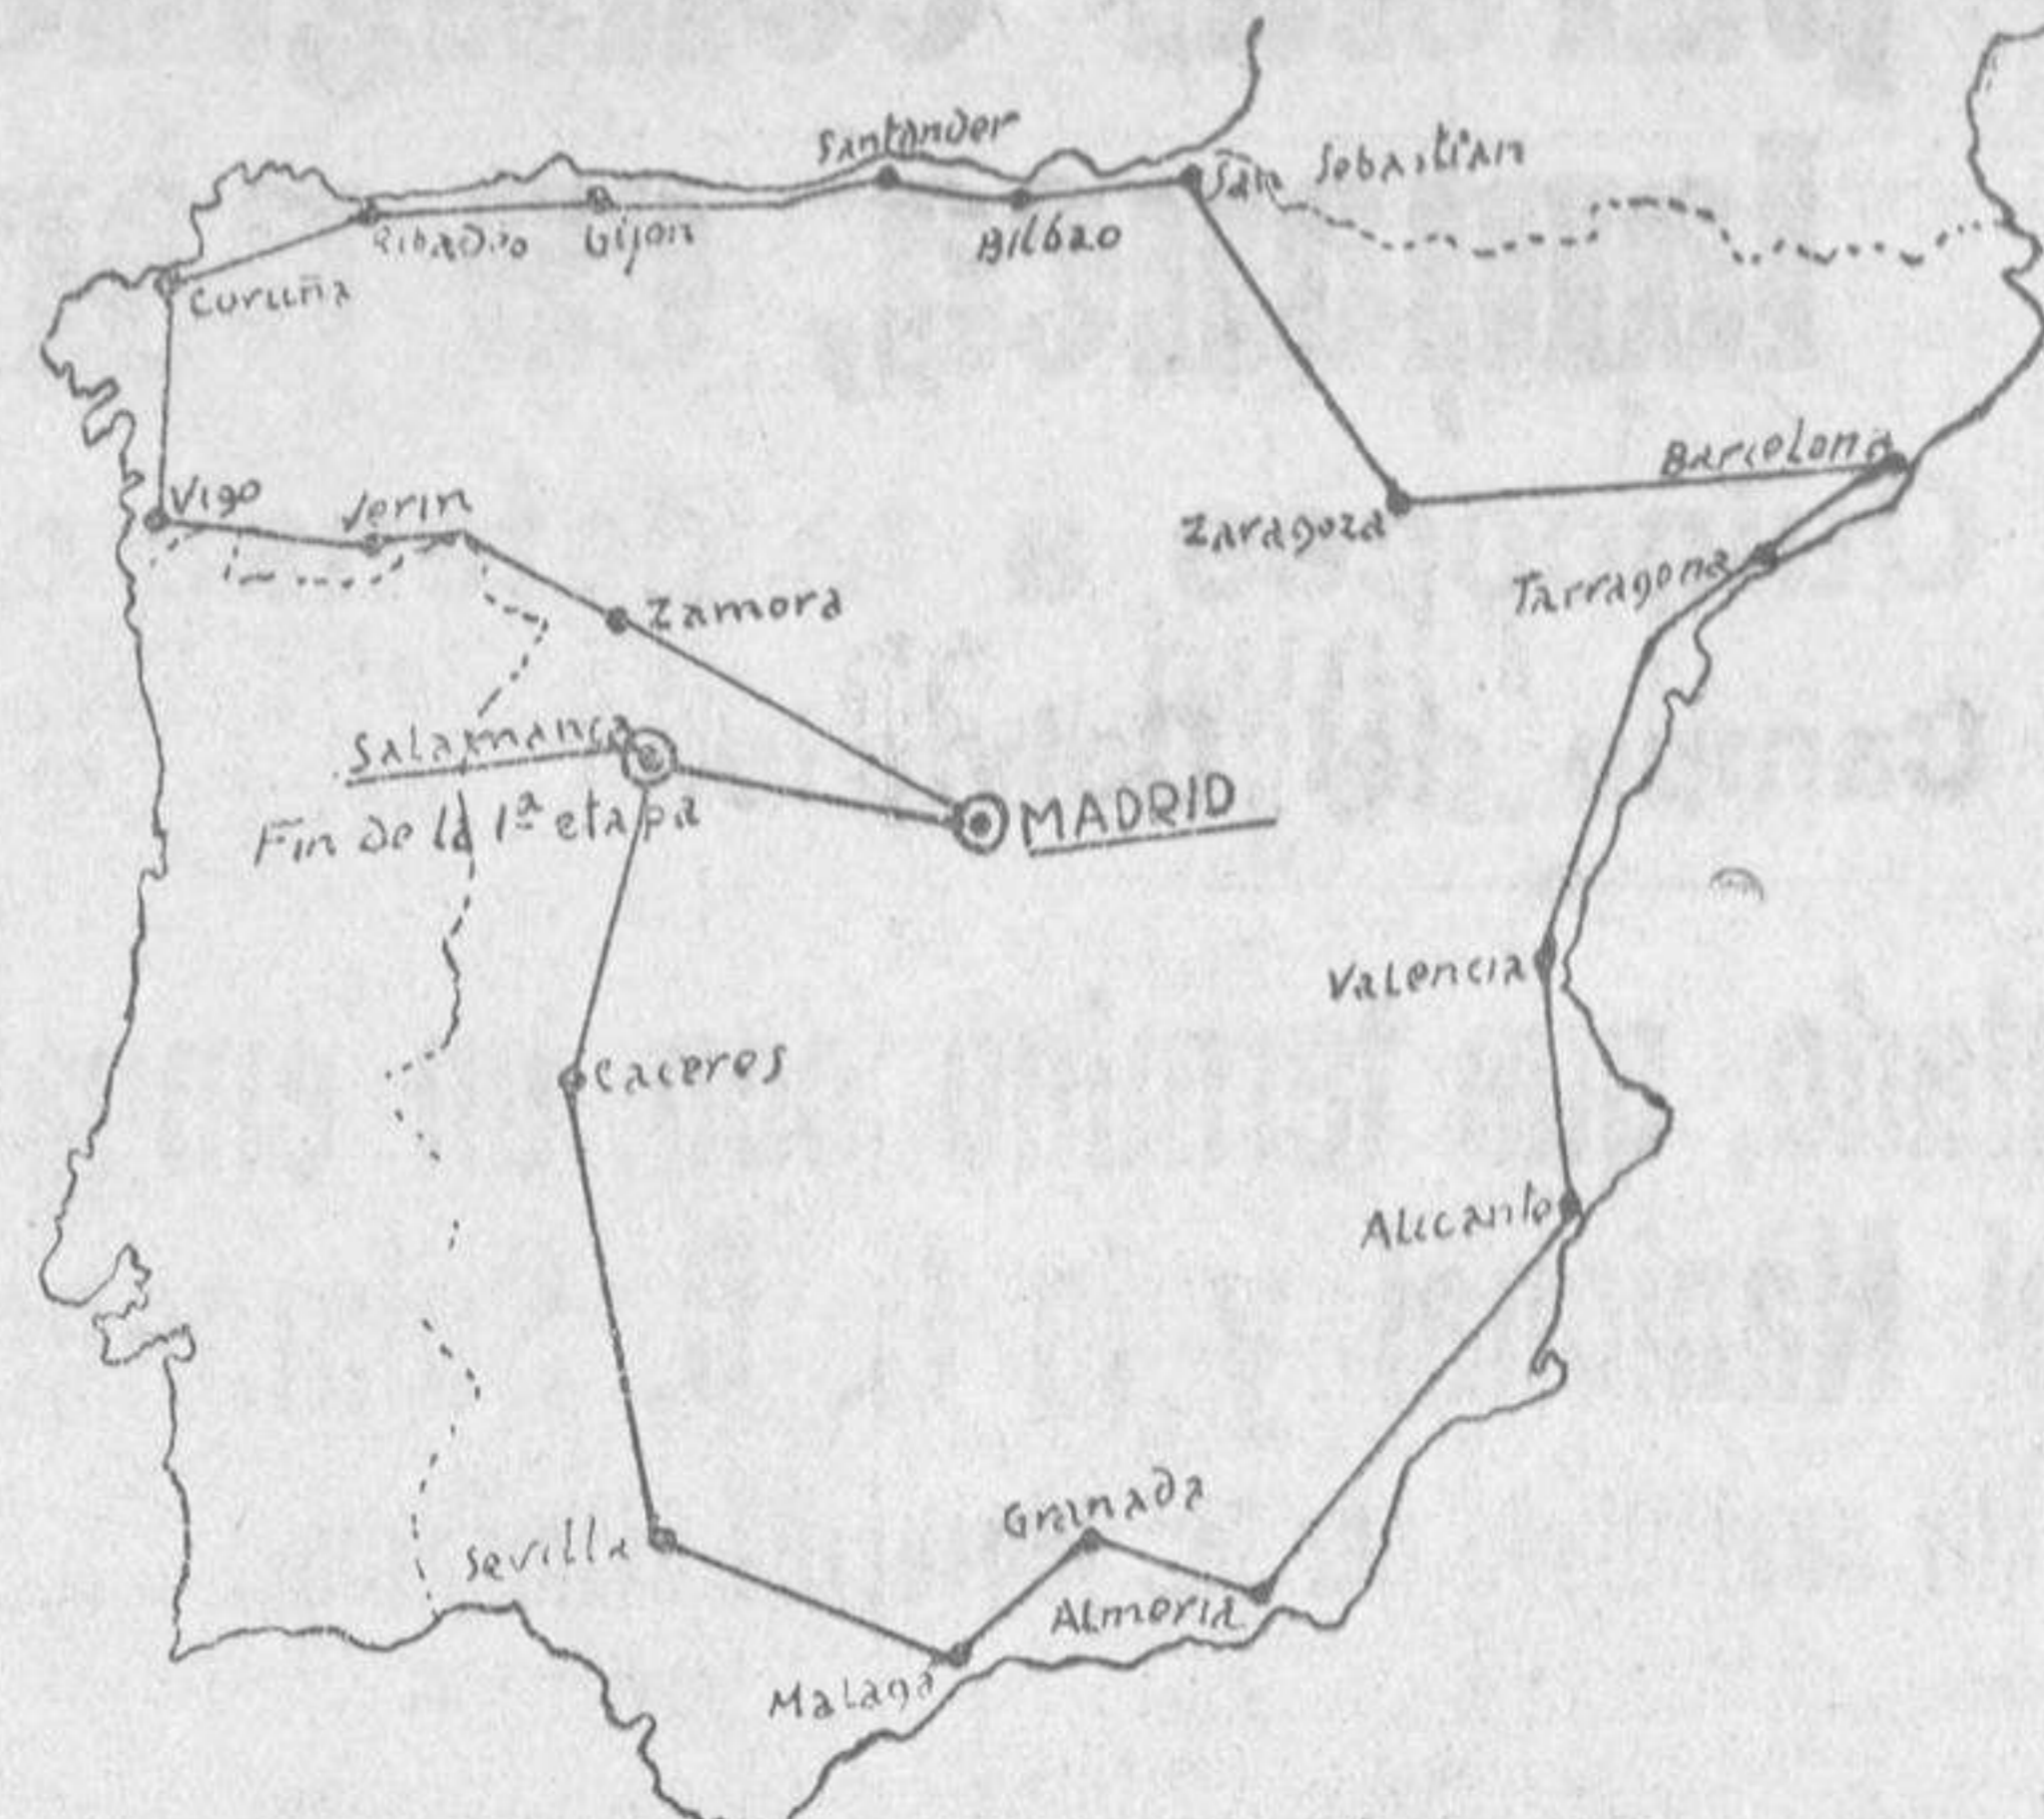 Santander
San Sebastian
Ribadeo
Gijon
Bilbao
Coruña
Barcelona
Vigo
Verin
Zaragoza
Tarragona
Zamora
Salamanca
MADRID
Fin de la 1ª etapa
Valencia
Caceres
Alicante
Granada
Sevilla
Almeria
Malaga